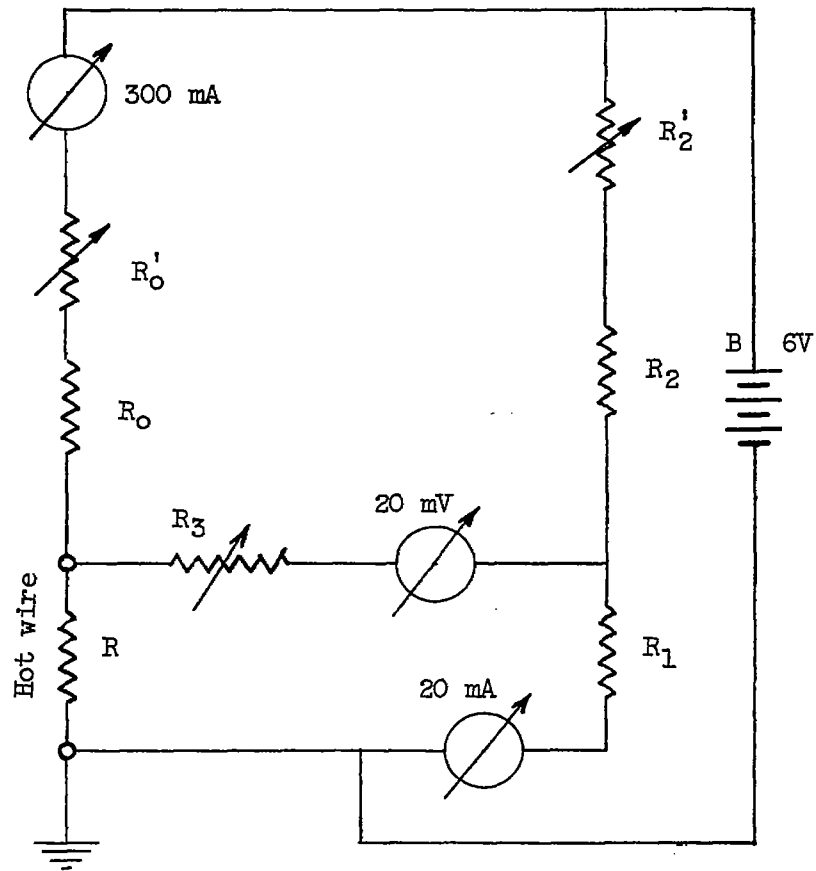 300 mA
R₂'
R₀'
B 6V
R₂
R₀
20 mV
R₃
Hot wire
R
R₁
20 mA